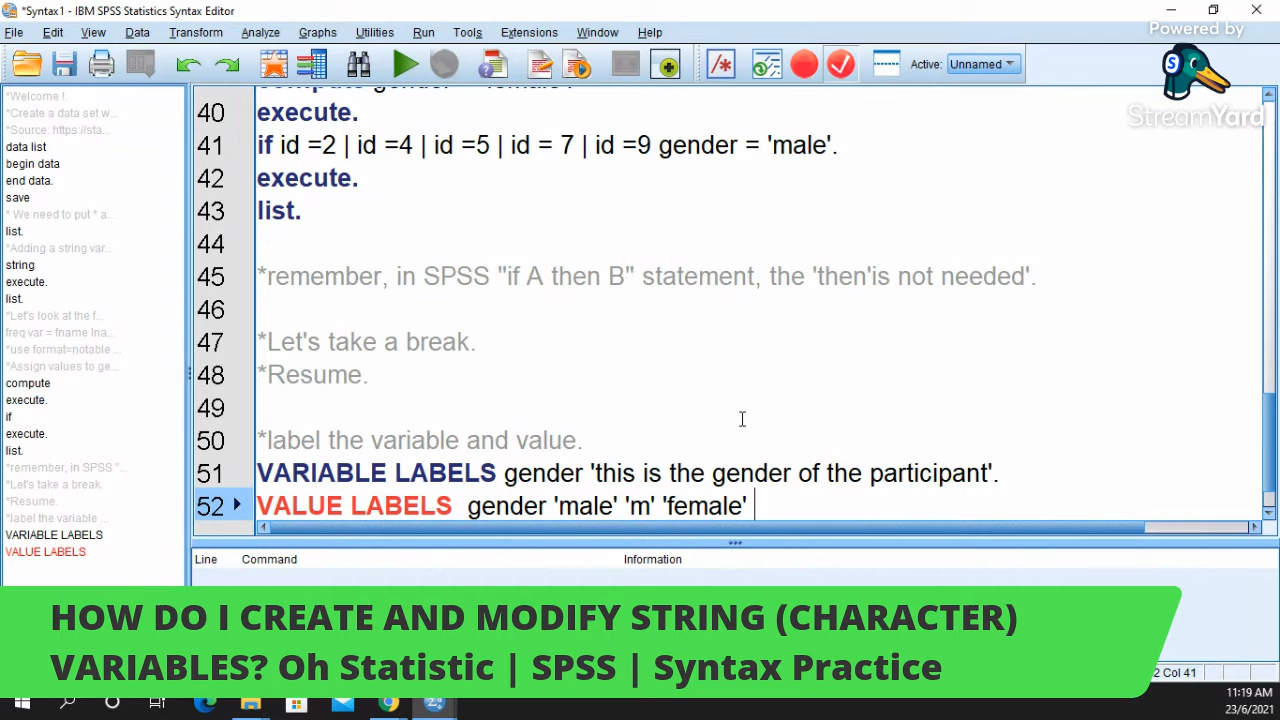 *Syntax1 - IBM SPSS Statistics Syntax Editor
File Edit View Data Transform Analyze Graphs Utilities Run Tools Extensions Window Help
Powered by
Active: Unnamed
StreamYard
*Welcome !.
*Create a data set w...
*Source: https://sta...
data list
begin data
end data.
save
* We need to put * a...
list.
*Adding a string var...
string
execute.
list.
*Let's look at the f...
freq var = fname lna...
*use format=notable ...
*Assign values to ge...
compute
execute.
if
execute.
list.
*remember, in SPSS "...
*Let's take a break.
*Resume.
*label the variable ...
VARIABLE LABELS
VALUE LABELS
40 execute.
41 if id =2 | id =4 | id =5 | id = 7 | id =9 gender = 'male'.
42 execute.
43 list.
44
45 *remember, in SPSS "if A then B" statement, the 'then'is not needed'.
46
47 *Let's take a break.
48 *Resume.
49
50 *label the variable and value.
51 VARIABLE LABELS gender 'this is the gender of the participant'.
52 VALUE LABELS gender 'male' 'm' 'female'
Line Command Information
HOW DO I CREATE AND MODIFY STRING (CHARACTER)
VARIABLES? Oh Statistic | SPSS | Syntax Practice
2 Col 41
11:19 AM
23/6/2021